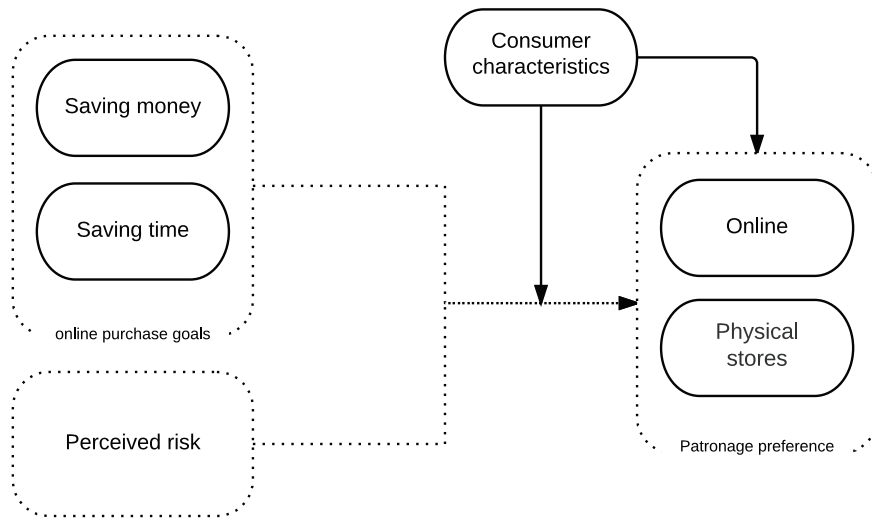 Consumer
characteristics
Saving money
Saving time
online purchase goals
Perceived risk
Online
Physical
stores
Patronage preference